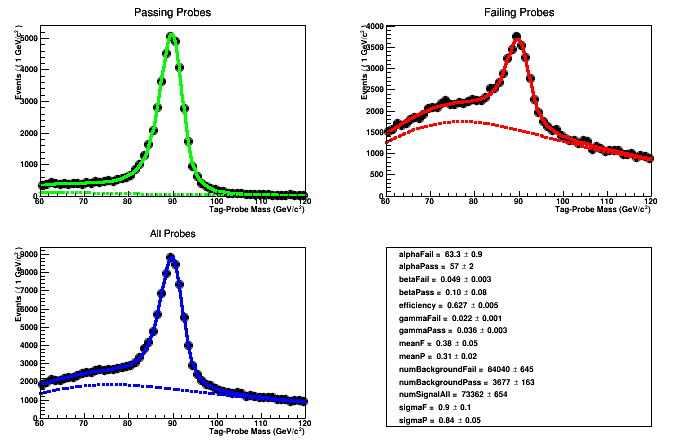 Passing Probes
Events / ( 1 GeV/c²)
5000
4000
3000
2000
1000
60 70 80 90 100 110 120
Tag-Probe Mass (GeV/c²)
Failing Probes
Events / ( 1 GeV/c²)
4000
3500
3000
2500
2000
1500
1000
500
0
60 70 80 90 100 110 120
Tag-Probe Mass (GeV/c²)
All Probes
Events / ( 1 GeV/c²)
9000
8000
7000
6000
5000
4000
3000
2000
1000
0
60 70 80 90 100 110 120
Tag-Probe Mass (GeV/c²)
alphaFail = 63.3 ± 0.9
alphaPass = 57 ± 2
betaFail = 0.049 ± 0.003
betaPass = 0.10 ± 0.08
efficiency = 0.627 ± 0.005
gammaFail = 0.022 ± 0.001
gammaPass = 0.036 ± 0.003
meanF = 0.38 ± 0.05
meanP = 0.31 ± 0.02
numBackgroundFail = 84040 ± 645
numBackgroundPass = 3677 ± 163
numSignalAll = 73362 ± 654
sigmaF = 0.9 ± 0.1
sigmaP = 0.84 ± 0.05